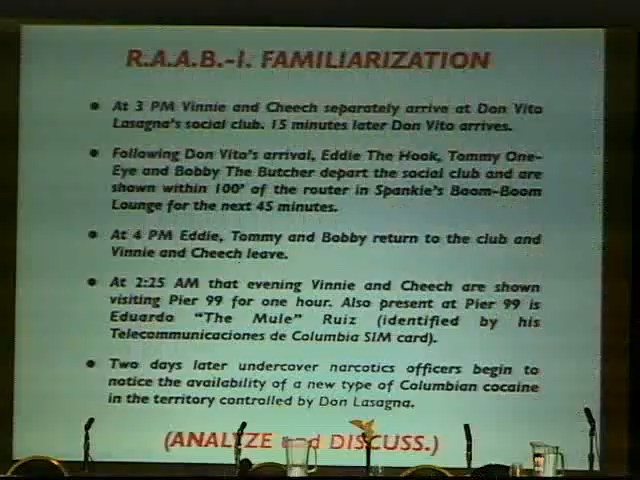 R.A.A.B.-I. FAMILIARIZATION
• At 3 PM Vinnie and Cheech separately arrive at Don Vito
Lasagna's social club. 15 minutes later Don Vito arrives.
• Following Don Vito's arrival, Eddie The Hook, Tommy One-
Eye and Bobby The Butcher depart the social club and are
shown within 100' of the router in Spankie's Boom-Boom
Lounge for the next 45 minutes.
• At 4 PM Eddie, Tommy and Bobby return to the club and
Vinnie and Cheech leave.
• At 2:25 AM that evening Vinnie and Cheech are shown
visiting Pier 99 for one hour. Also present at Pier 99 is
Eduardo "The Mule" Ruiz (identified by his
Telecommunicaciones de Columbia SIM card).
• Two days later undercover narcotics officers begin to
notice the availability of a new type of Columbian cocaine
in the territory controlled by Don Lasagna.
(ANALYZE and DISCUSS.)